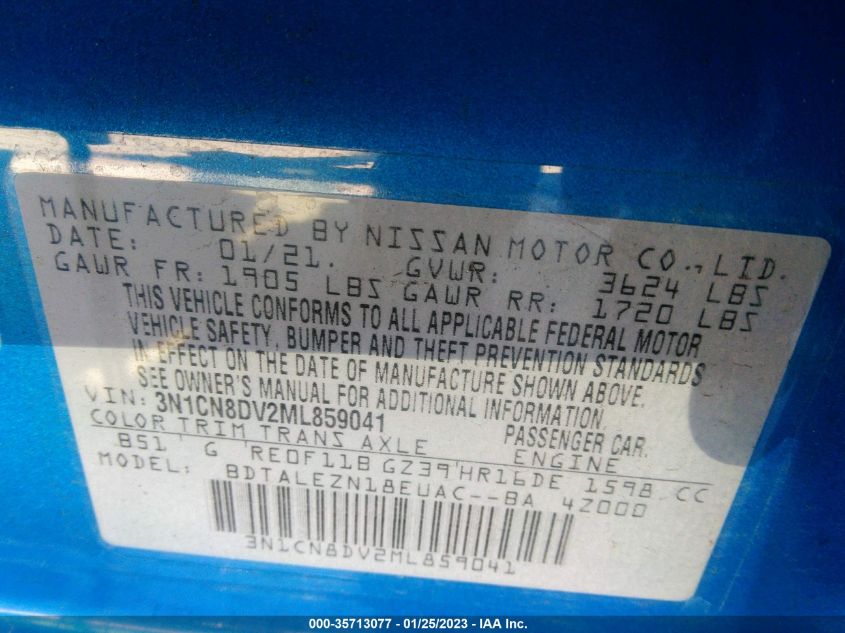 MANUFACTURED BY NISSAN MOTOR CO., LTD.
DATE: 01/21. GVWR: 3624 LBS
GAWR FR: 1905 LBS GAWR RR: 1720 LBS
THIS VEHICLE CONFORMS TO ALL APPLICABLE FEDERAL MOTOR
VEHICLE SAFETY, BUMPER AND THEFT PREVENTION STANDARDS
IN EFFECT ON THE DATE OF MANUFACTURE SHOWN ABOVE.
SEE OWNER'S MANUAL FOR ADDITIONAL INFORMATION.
VIN: 3N1CN8DV2ML859041 PASSENGER CAR.
COLOR TRIM TRANS AXLE ENGINE
B51 G RE0F11B GZ39 HR16DE 1598 CC
MODEL: BDTALEZN18EUAC--BA 4Z000
3N1CN8DV2ML859041
000-35713077 - 01/25/2023 - IAA Inc.